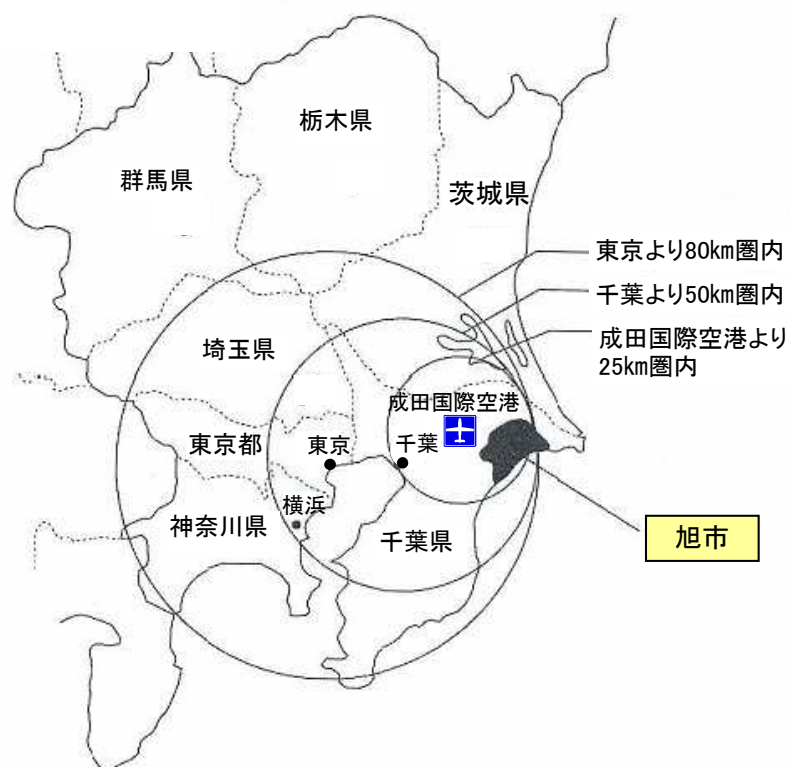 栃木県
群馬県
茨城県
東京より80km圏内
千葉より50km圏内
成田国際空港より
25km圏内
埼玉県
成田国際空港
東京都
東京
千葉
横浜
神奈川県
千葉県
旭市